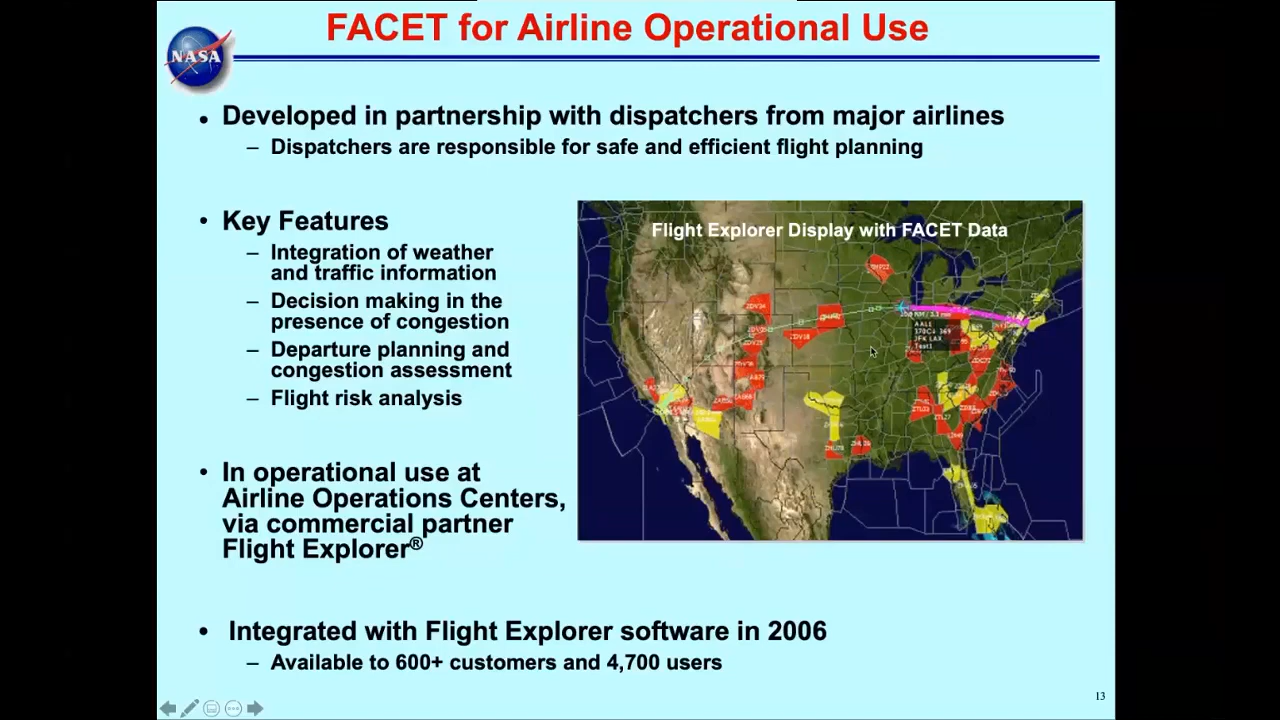 FACET for Airline Operational Use
NASA
• Developed in partnership with dispatchers from major airlines
– Dispatchers are responsible for safe and efficient flight planning
• Key Features
– Integration of weather
and traffic information
– Decision making in the
presence of congestion
– Departure planning and
congestion assessment
– Flight risk analysis
• In operational use at
Airline Operations Centers,
via commercial partner
Flight Explorer®
Flight Explorer Display with FACET Data
AAL1
JFK LAX
Test1
• Integrated with Flight Explorer software in 2006
– Available to 600+ customers and 4,700 users
13